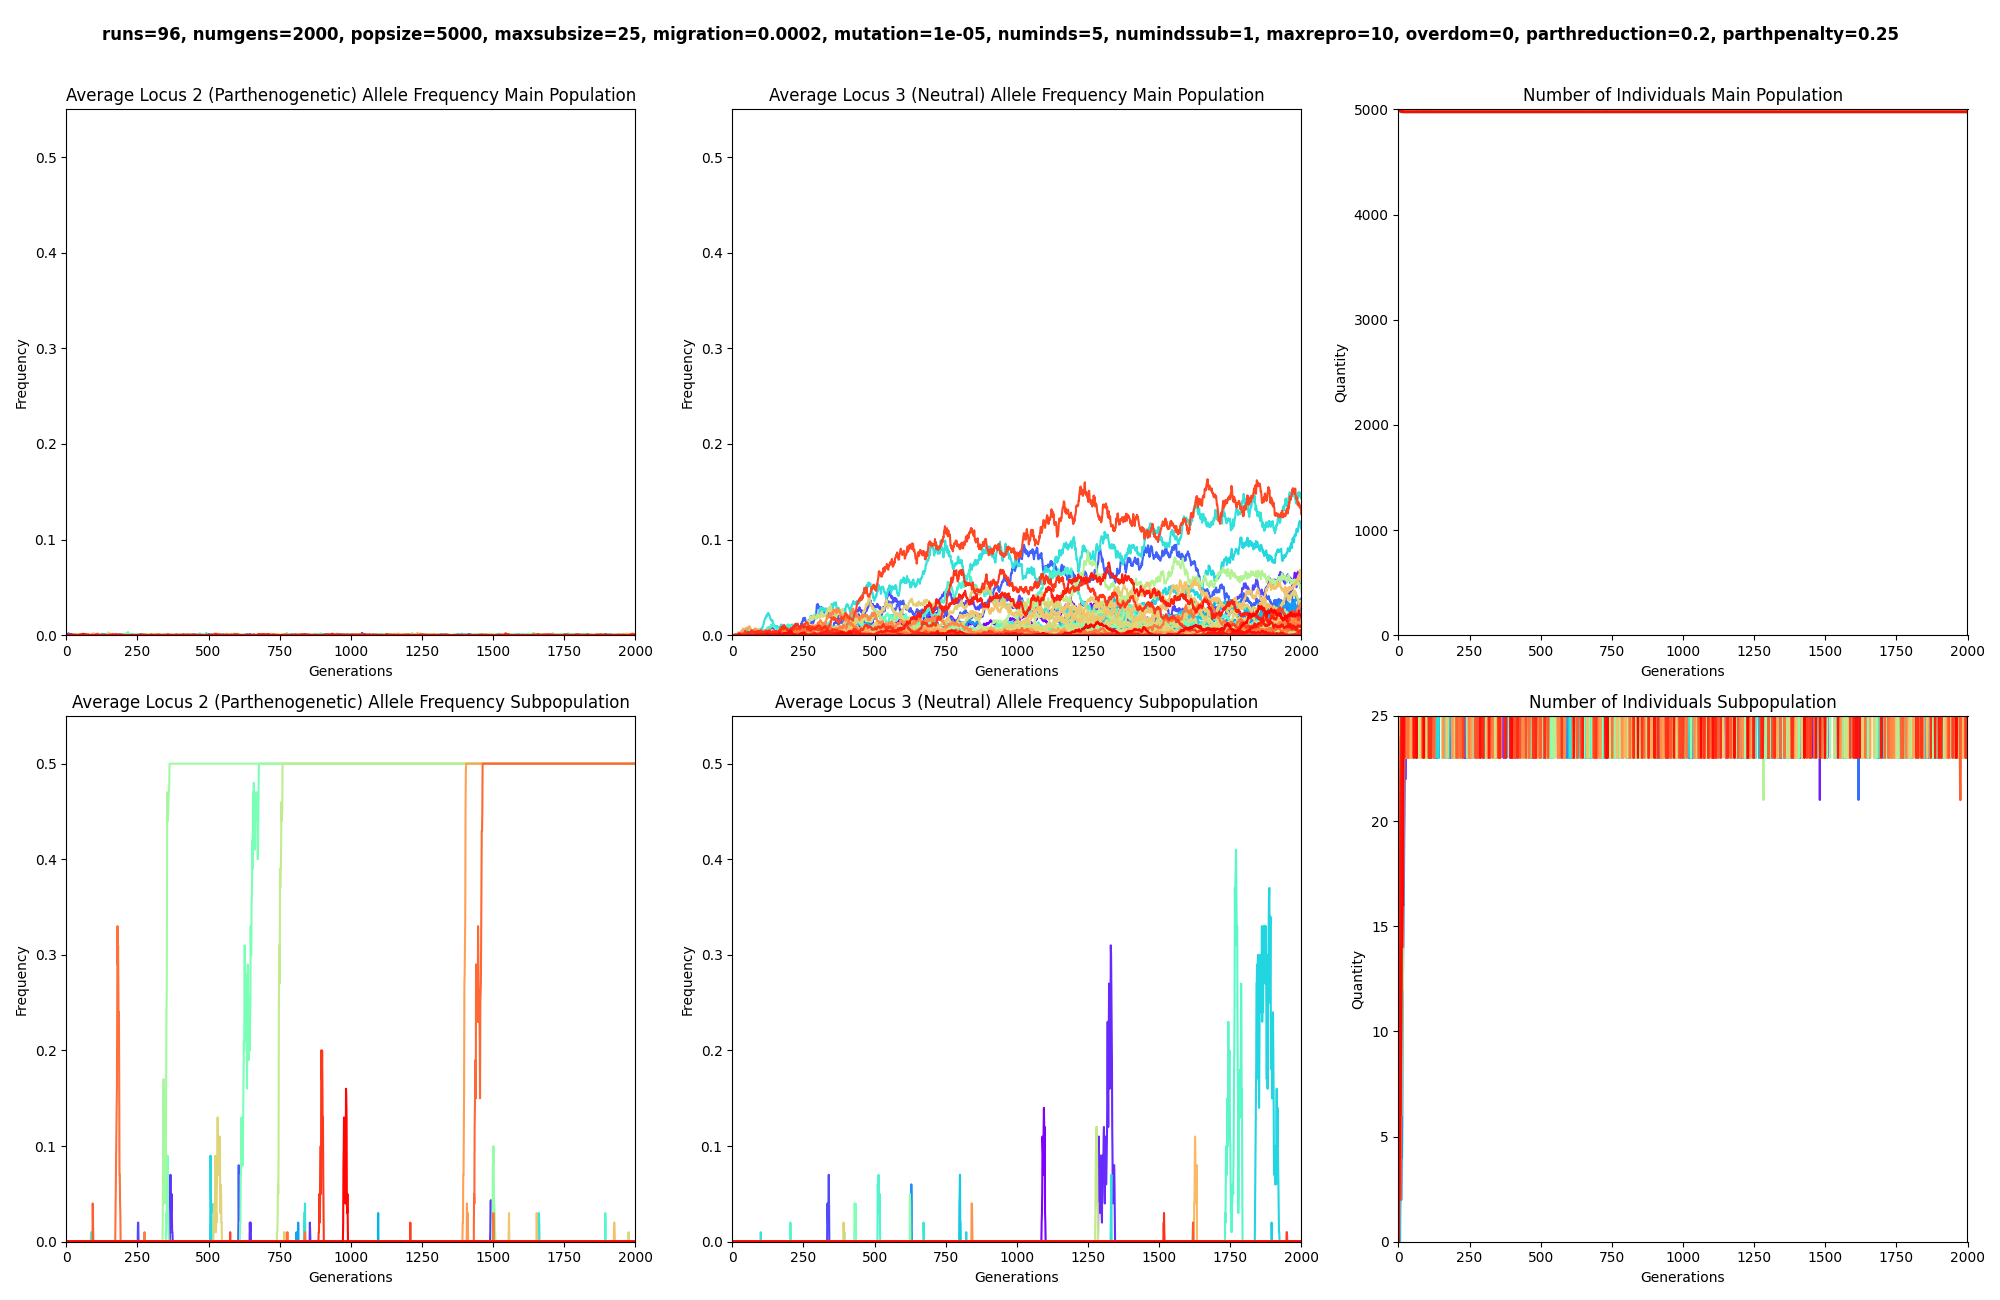 runs=96, numgens=2000, popsize=5000, maxsubsize=25, migration=0.0002, mutation=1e-05, numinds=5, numindssub=1, maxrepro=10, overdom=0, parthreduction=0.2, parthpenalty=0.25
Average Locus 2 (Parthenogenetic) Allele Frequency Main Population
0.5
0.4
0.3
0.2
0.1
0.0
Frequency
0 250 500 750 1000 1250 1500 1750 2000
Generations
Average Locus 3 (Neutral) Allele Frequency Main Population
0.5
0.4
0.3
0.2
0.1
0.0
Frequency
0 250 500 750 1000 1250 1500 1750 2000
Generations
Number of Individuals Main Population
5000
4000
3000
2000
1000
0
Quantity
0 250 500 750 1000 1250 1500 1750 2000
Generations
Average Locus 2 (Parthenogenetic) Allele Frequency Subpopulation
0.5
0.4
0.3
0.2
0.1
0.0
Frequency
0 250 500 750 1000 1250 1500 1750 2000
Generations
Average Locus 3 (Neutral) Allele Frequency Subpopulation
0.5
0.4
0.3
0.2
0.1
0.0
Frequency
0 250 500 750 1000 1250 1500 1750 2000
Generations
Number of Individuals Subpopulation
25
20
15
10
5
0
Quantity
0 250 500 750 1000 1250 1500 1750 2000
Generations